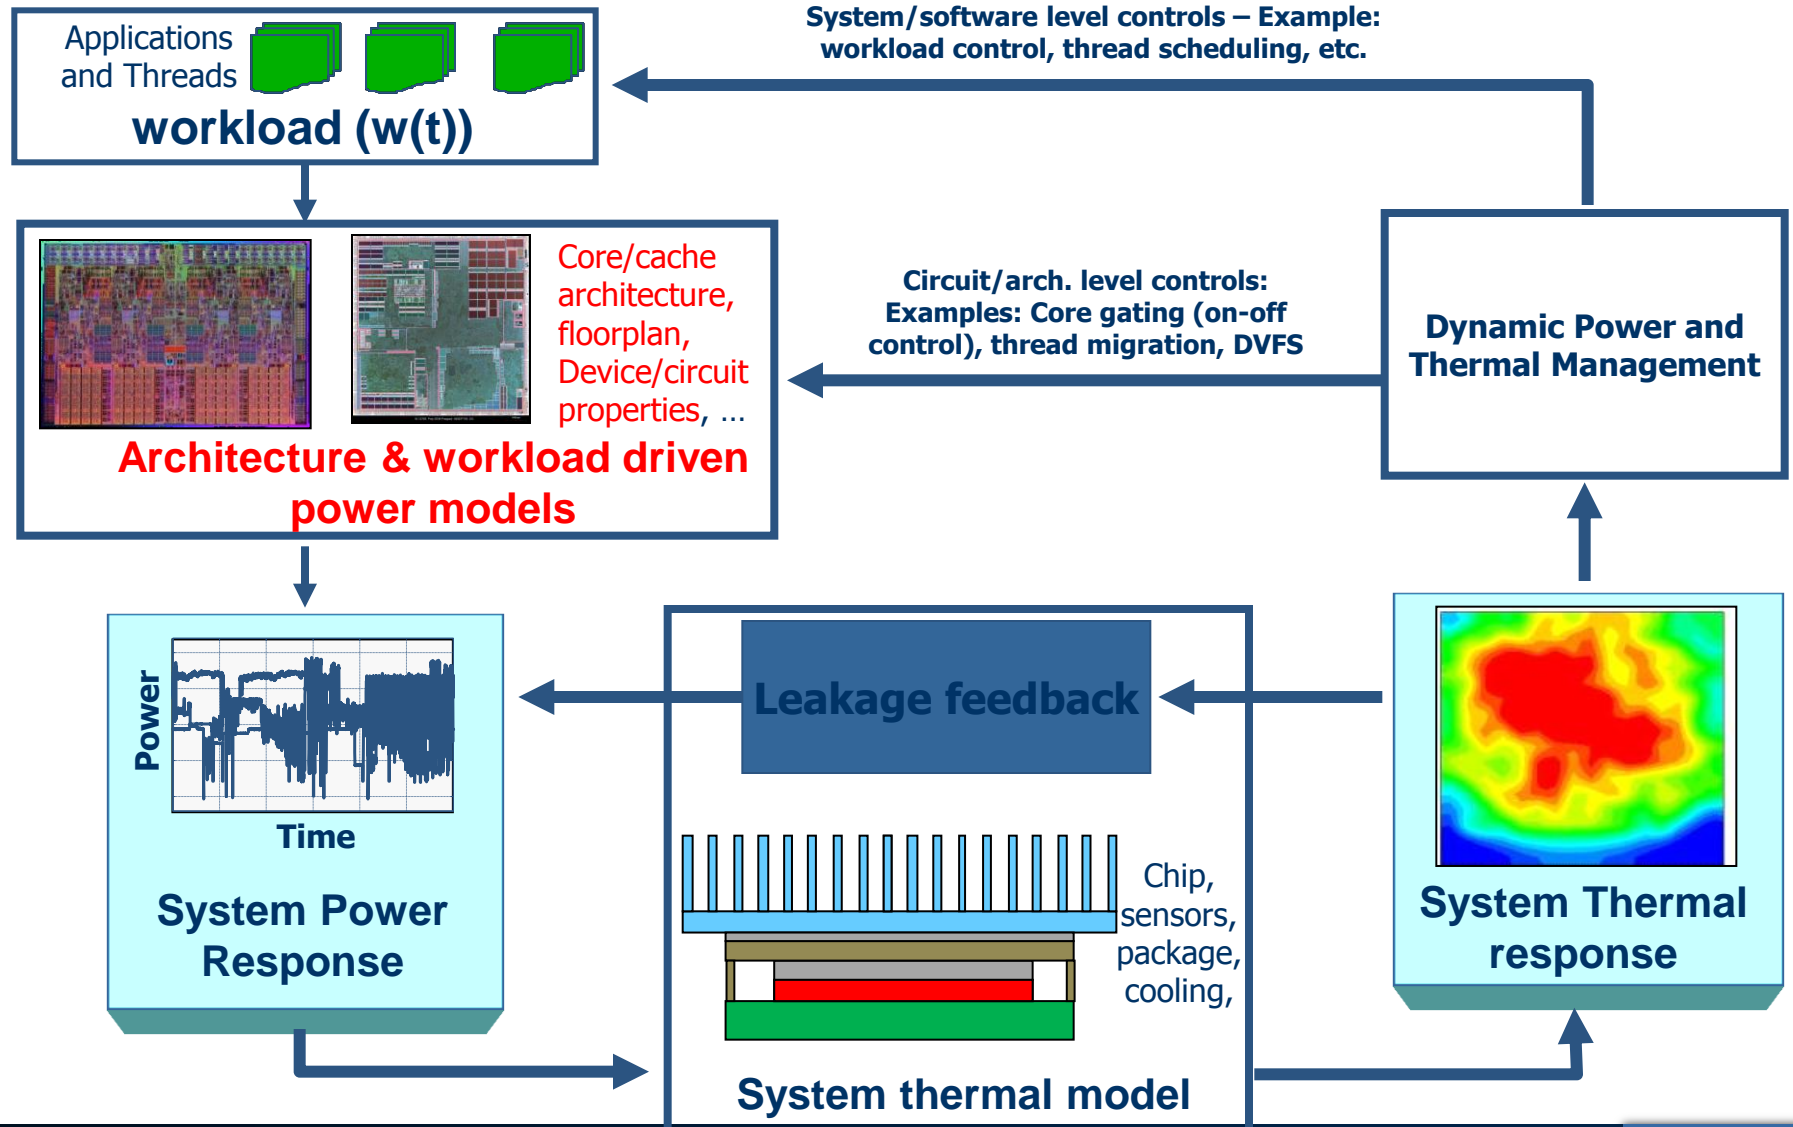 System/software level controls – Example:
workload control, thread scheduling, etc.
Applications
and Threads
workload (w(t))
Core/cache
architecture,
floorplan,
Device/circuit
properties, ...
Architecture & workload driven
power models
Circuit/arch. level controls:
Examples: Core gating (on-off
control), thread migration, DVFS
Dynamic Power and
Thermal Management
Power
Time
System Power
Response
Leakage feedback
Chip,
sensors,
package,
cooling,
System thermal model
System Thermal
response